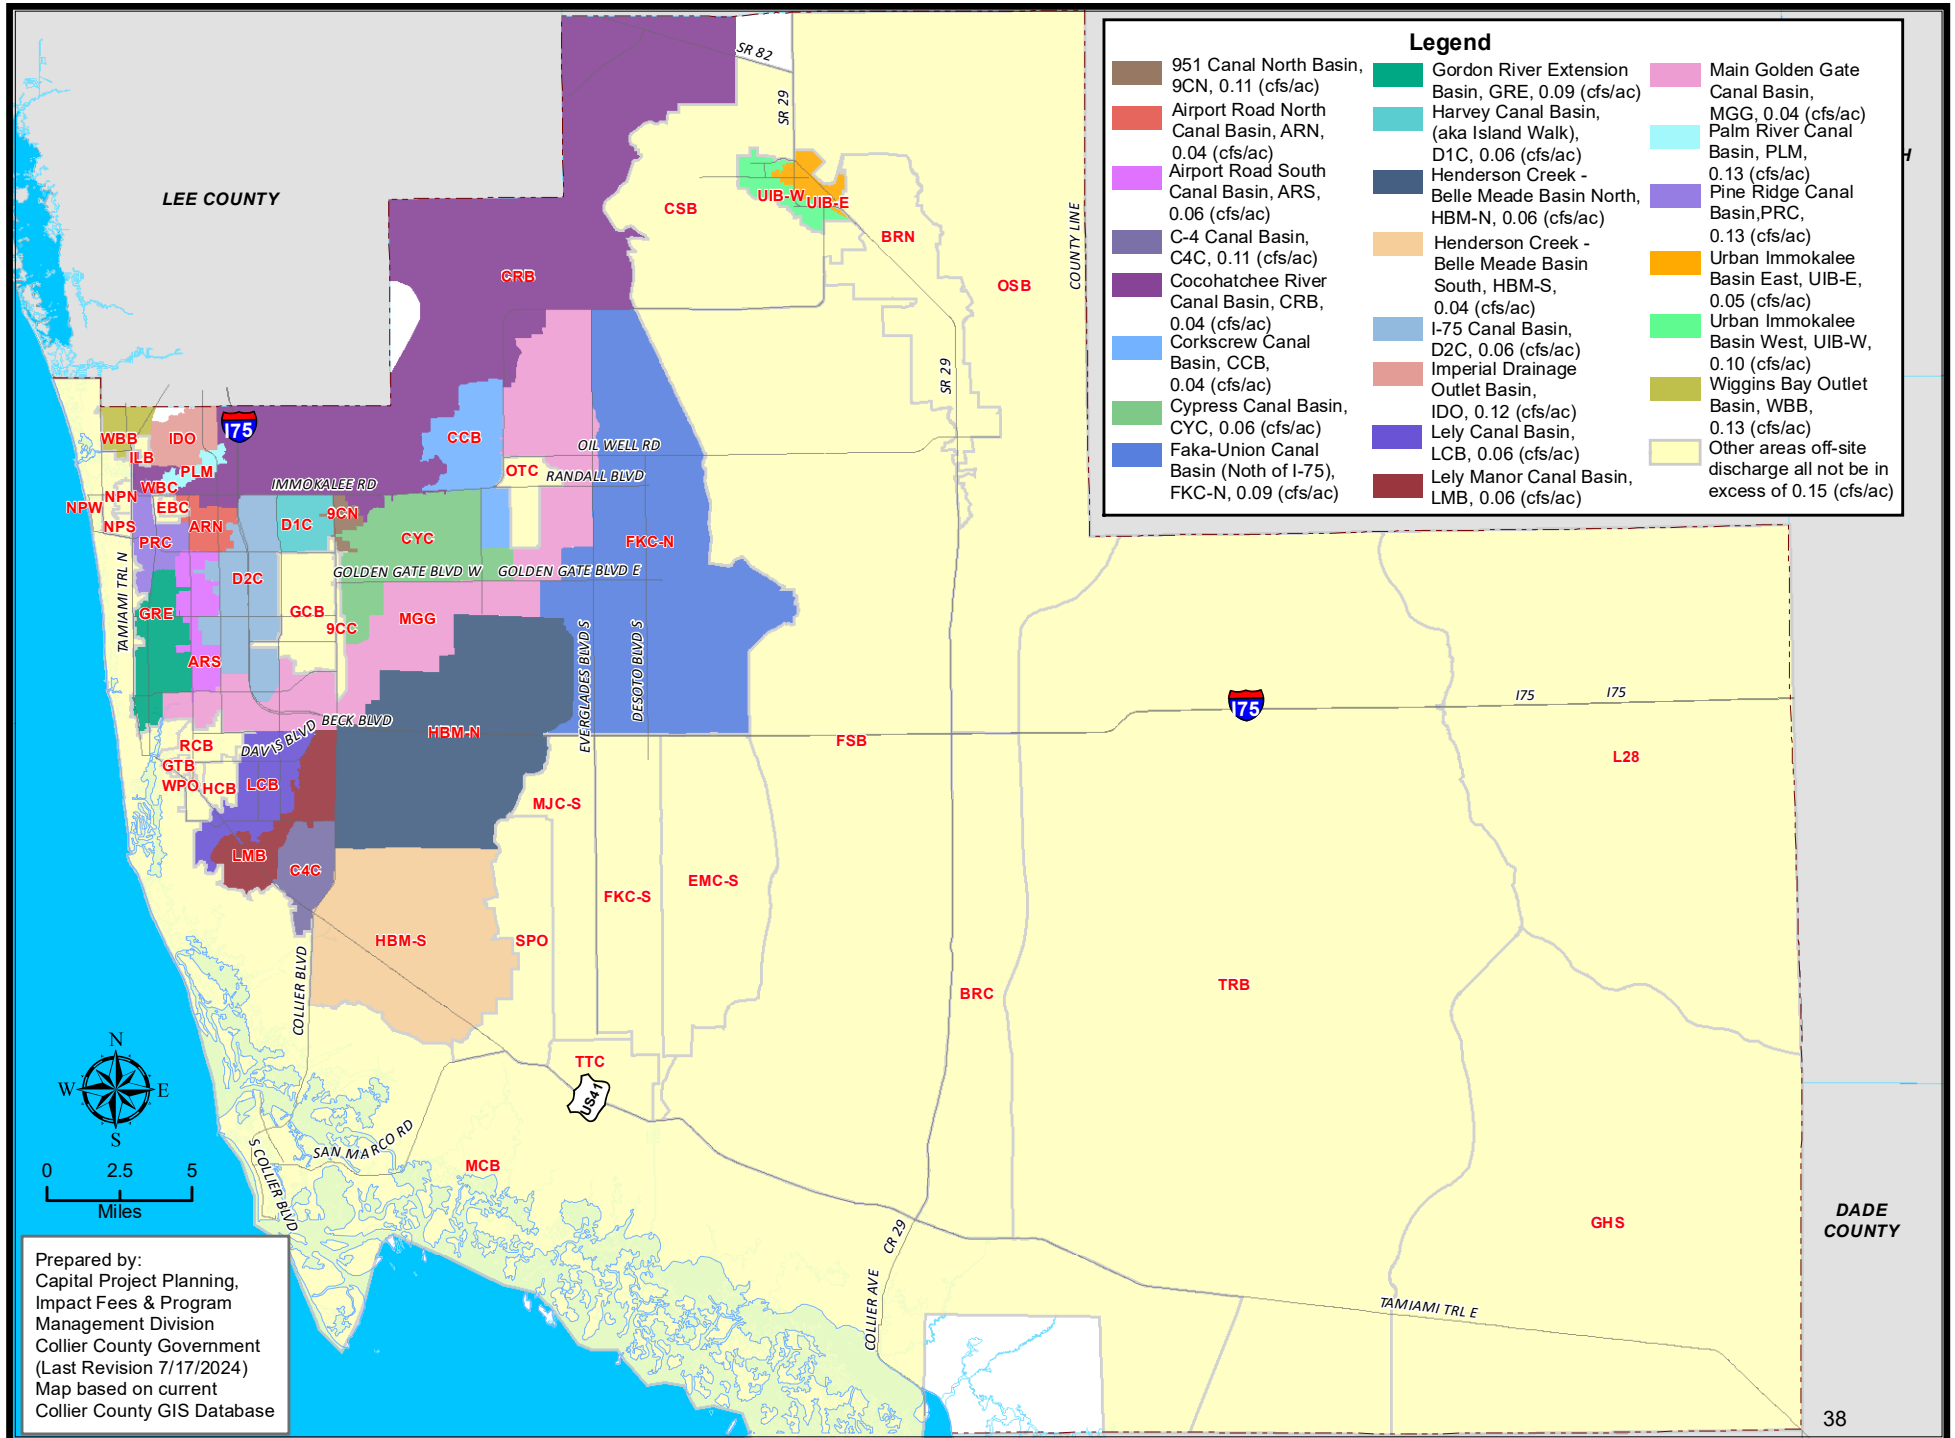 Legend
951 Canal North Basin,
9CN, 0.11 (cfs/ac)
Airport Road North
Canal Basin, ARN,
0.04 (cfs/ac)
Airport Road South
Canal Basin, ARS,
0.06 (cfs/ac)
C-4 Canal Basin,
C4C, 0.11 (cfs/ac)
Cocohatchee River
Canal Basin, CRB,
0.04 (cfs/ac)
Corkscrew Canal
Basin, CCB,
0.04 (cfs/ac)
Cypress Canal Basin,
CYC, 0.06 (cfs/ac)
Faka-Union Canal
Basin (Noth of I-75),
FKC-N, 0.09 (cfs/ac)
Gordon River Extension
Basin, GRE, 0.09 (cfs/ac)
Harvey Canal Basin,
(aka Island Walk),
D1C, 0.06 (cfs/ac)
Henderson Creek -
Belle Meade Basin North,
HBM-N, 0.06 (cfs/ac)
Henderson Creek -
Belle Meade Basin
South, HBM-S,
0.04 (cfs/ac)
I-75 Canal Basin,
D2C, 0.06 (cfs/ac)
Imperial Drainage
Outlet Basin,
IDO, 0.12 (cfs/ac)
Lely Canal Basin,
LCB, 0.06 (cfs/ac)
Lely Manor Canal Basin,
LMB, 0.06 (cfs/ac)
Main Golden Gate
Canal Basin,
MGG, 0.04 (cfs/ac)
Palm River Canal
Basin, PLM,
0.13 (cfs/ac)
Pine Ridge Canal
Basin,PRC,
0.13 (cfs/ac)
Urban Immokalee
Basin East, UIB-E,
0.05 (cfs/ac)
Urban Immokalee
Basin West, UIB-W,
0.10 (cfs/ac)
Wiggins Bay Outlet
Basin, WBB,
0.13 (cfs/ac)
Other areas off-site
discharge all not be in
excess of 0.15 (cfs/ac)
H
SR 82
SR 29
LEE COUNTY
CSB
UIB-W
UIB-E
BRN
COUNTY LINE
OSB
CRB
SR 29
I75
WBB
IDO
ILB
PLM
CCB
OIL WELL RD
OTC
RANDALL BLVD
WBC
IMMOKALEE RD
NPN
NPW
EBC
NPS
ARN
D1C
9CN
CYC
FKC-N
PRC
GOLDEN GATE BLVD W
GOLDEN GATE BLVD E
D2C
TAMIAMI TRL N
GRE
GCB
9CC
MGG
ARS
EVERGLADES BLVD S
DESOTO BLVD S
I75
I75
I75
BECK BLVD
DAVIS BLVD
HBM-N
RCB
FSB
L28
GTB
WPO
HCB
LCB
MJC-S
LMB
C4C
EMC-S
FKC-S
HBM-S
SPO
COLLIER BLVD
BRC
TRB
N
W
E
S
TTC
US41
SAN MARCO RD
S COLLIER BLVD
MCB
0
2.5
5
Miles
CR 29
COLLIER AVE
GHS
DADE
COUNTY
TAMIAMI TRL E
Prepared by:
Capital Project Planning,
Impact Fees & Program
Management Division
Collier County Government
(Last Revision 7/17/2024)
Map based on current
Collier County GIS Database
38